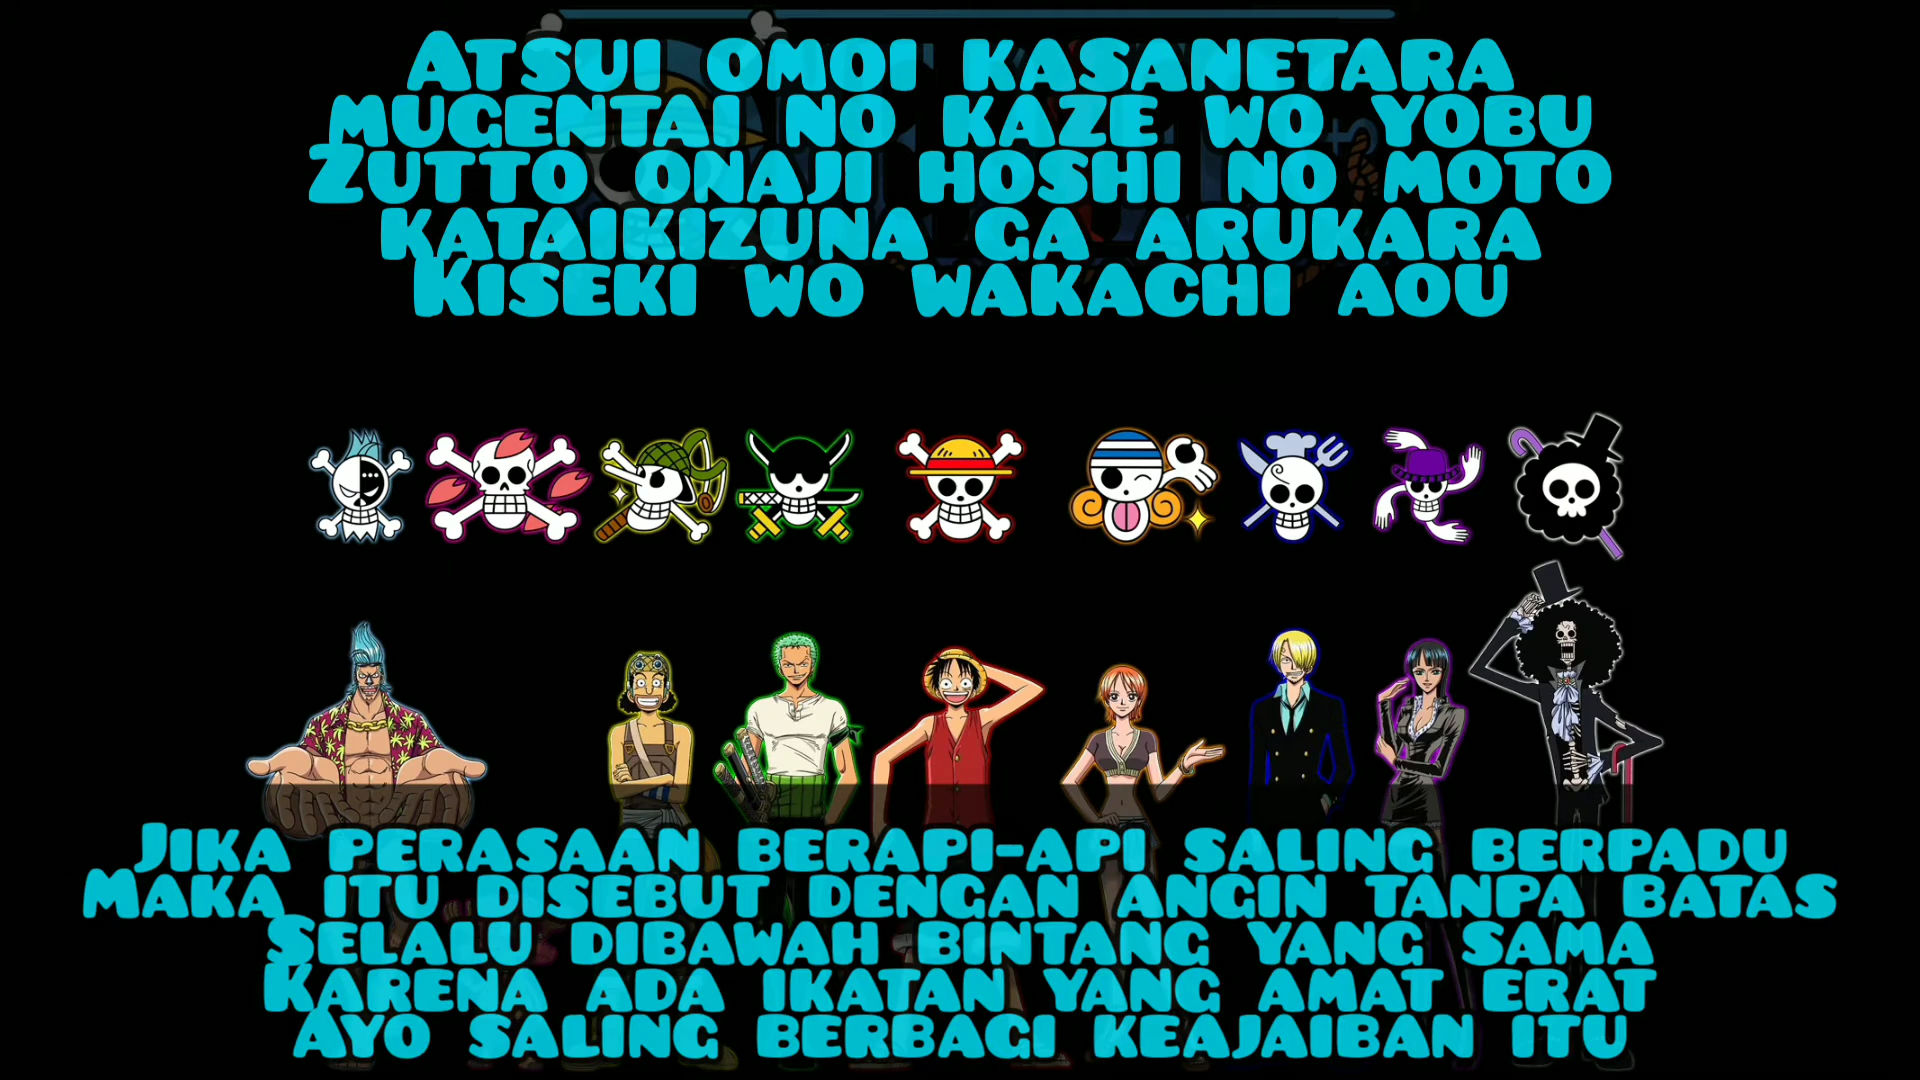 Atsui omoi kasanetara
mugentai no kaze wo yobu
Zutto onaji hoshi no moto
kataikizuna ga arukara
Kiseki wo wakachi aou
Jika perasaan berapi-api saling berpadu
Maka itu disebut dengan angin tanpa batas
Selalu dibawah bintang yang sama
Karena ada ikatan yang amat erat
Ayo saling berbagi keajaiban itu